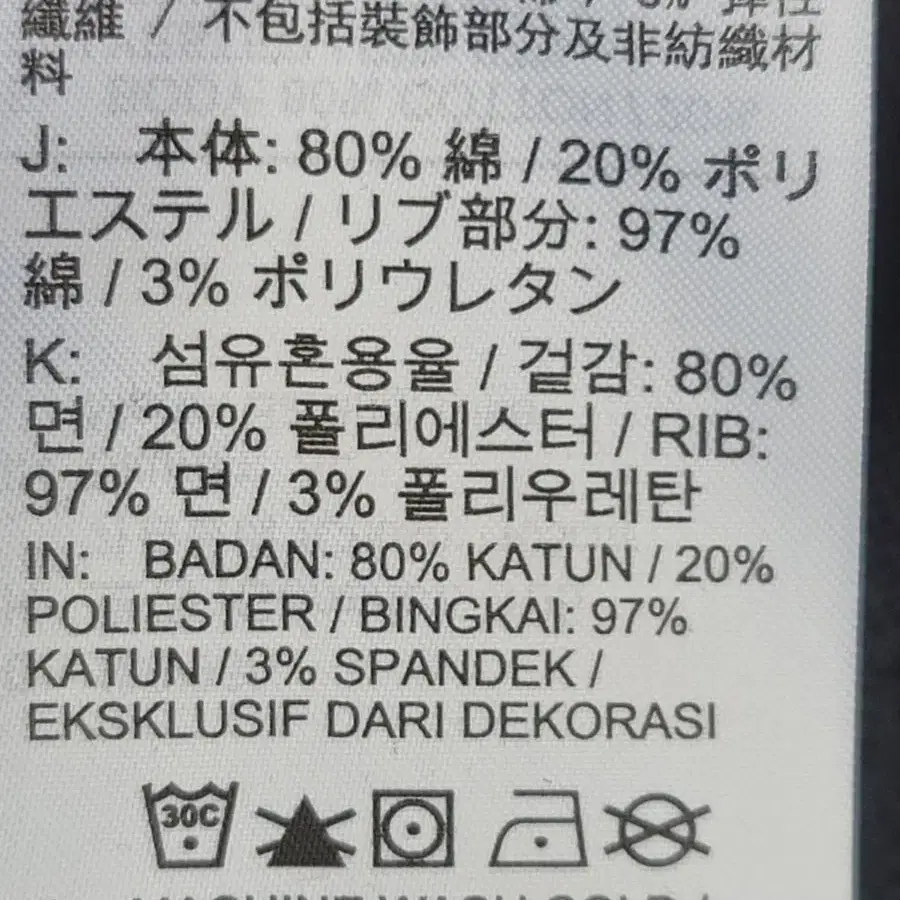 纖維 / 不包括裝飾部分及非紡織材
料
J: 本体: 80% 綿 / 20% ポリ
エステル / リブ部分: 97%
綿 / 3% ポリウレタン
K: 섬유혼용율 / 겉감: 80%
면 / 20% 폴리에스터 / RIB:
97% 면 / 3% 폴리우레탄
IN: BADAN: 80% KATUN / 20%
POLIESTER / BINGKAI: 97%
KATUN / 3% SPANDEK /
EKSKLUSIF DARI DEKORASI
30C
MACHINE WASH COLD /